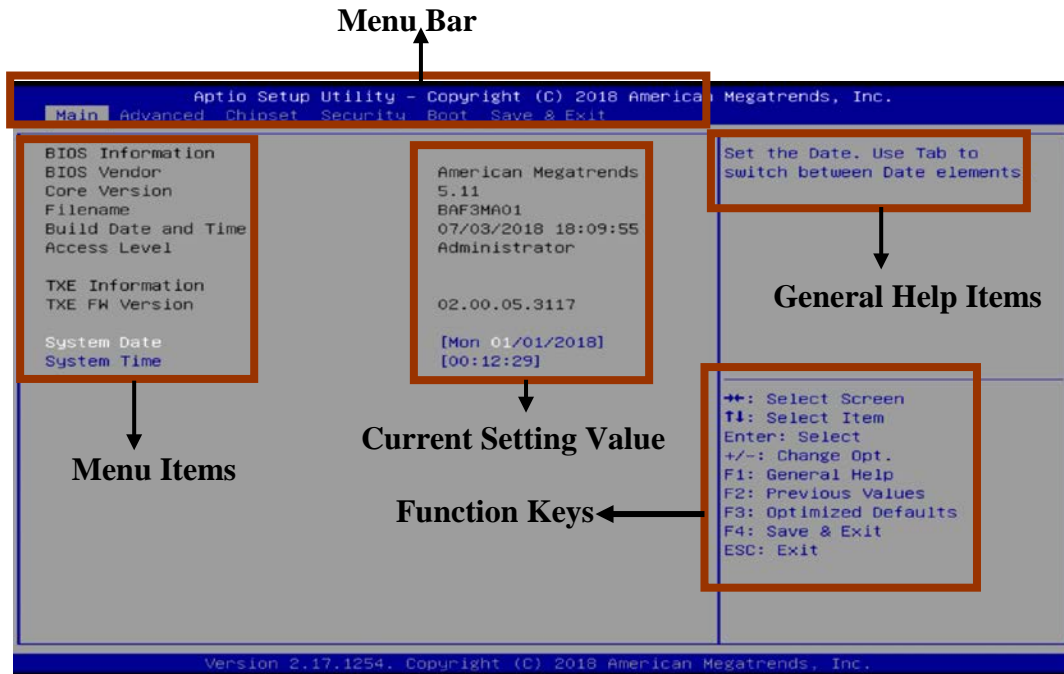 Menu Bar
Aptio Setup Utility – Copyright (C) 2018 American Megatrends, Inc.
Main Advanced Chipset Security Boot Save & Exit
BIOS Information
BIOS Vendor American Megatrends
Core Version 5.11
Filename BAF3MA01
Build Date and Time 07/03/2018 18:09:55
Access Level Administrator
TXE Information
TXE FW Version 02.00.05.3117
System Date [Mon 01/01/2018]
System Time [00:12:29]
Set the Date. Use Tab to
switch between Date elements
General Help Items
Menu Items
Current Setting Value
Function Keys
→←: Select Screen
↑↓: Select Item
Enter: Select
+/-: Change Opt.
F1: General Help
F2: Previous Values
F3: Optimized Defaults
F4: Save & Exit
ESC: Exit
Version 2.17.1254. Copyright (C) 2018 American Megatrends, Inc.